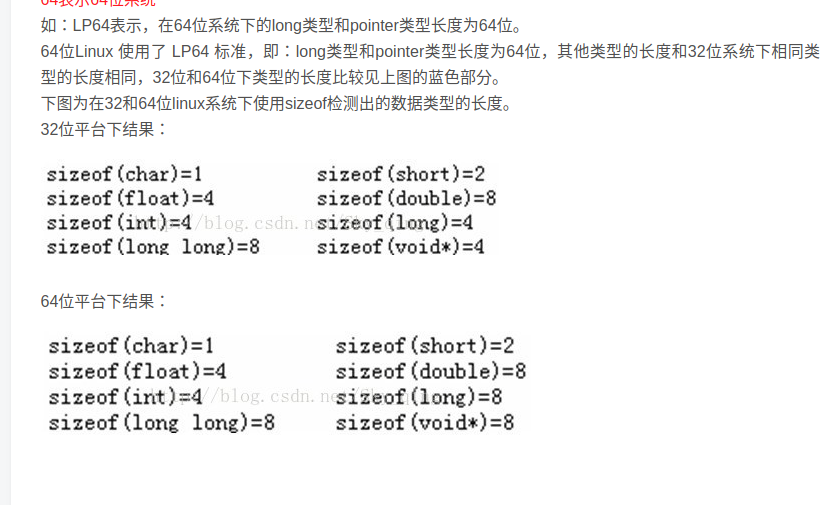 64表示64位系统
如：LP64表示，在64位系统下的long类型和pointer类型长度为64位。
64位Linux 使用了 LP64 标准，即：long类型和pointer类型长度为64位，其他类型的长度和32位系统下相同类
型的长度相同，32位和64位下类型的长度比较见上图的蓝色部分。
下图为在32和64位linux系统下使用sizeof检测出的数据类型的长度。
32位平台下结果：
sizeof(char)=1 sizeof(short)=2
sizeof(float)=4 sizeof(double)=8
sizeof(int)=4 sizeof(long)=4
http://blog.csdn.net/
sizeof(long long)=8 sizeof(void*)=4
64位平台下结果：
sizeof(char)=1 sizeof(short)=2
sizeof(float)=4 sizeof(double)=8
sizeof(int)=4 sizeof(long)=8
http://blog.csdn.net/
sizeof(long long)=8 sizeof(void*)=8